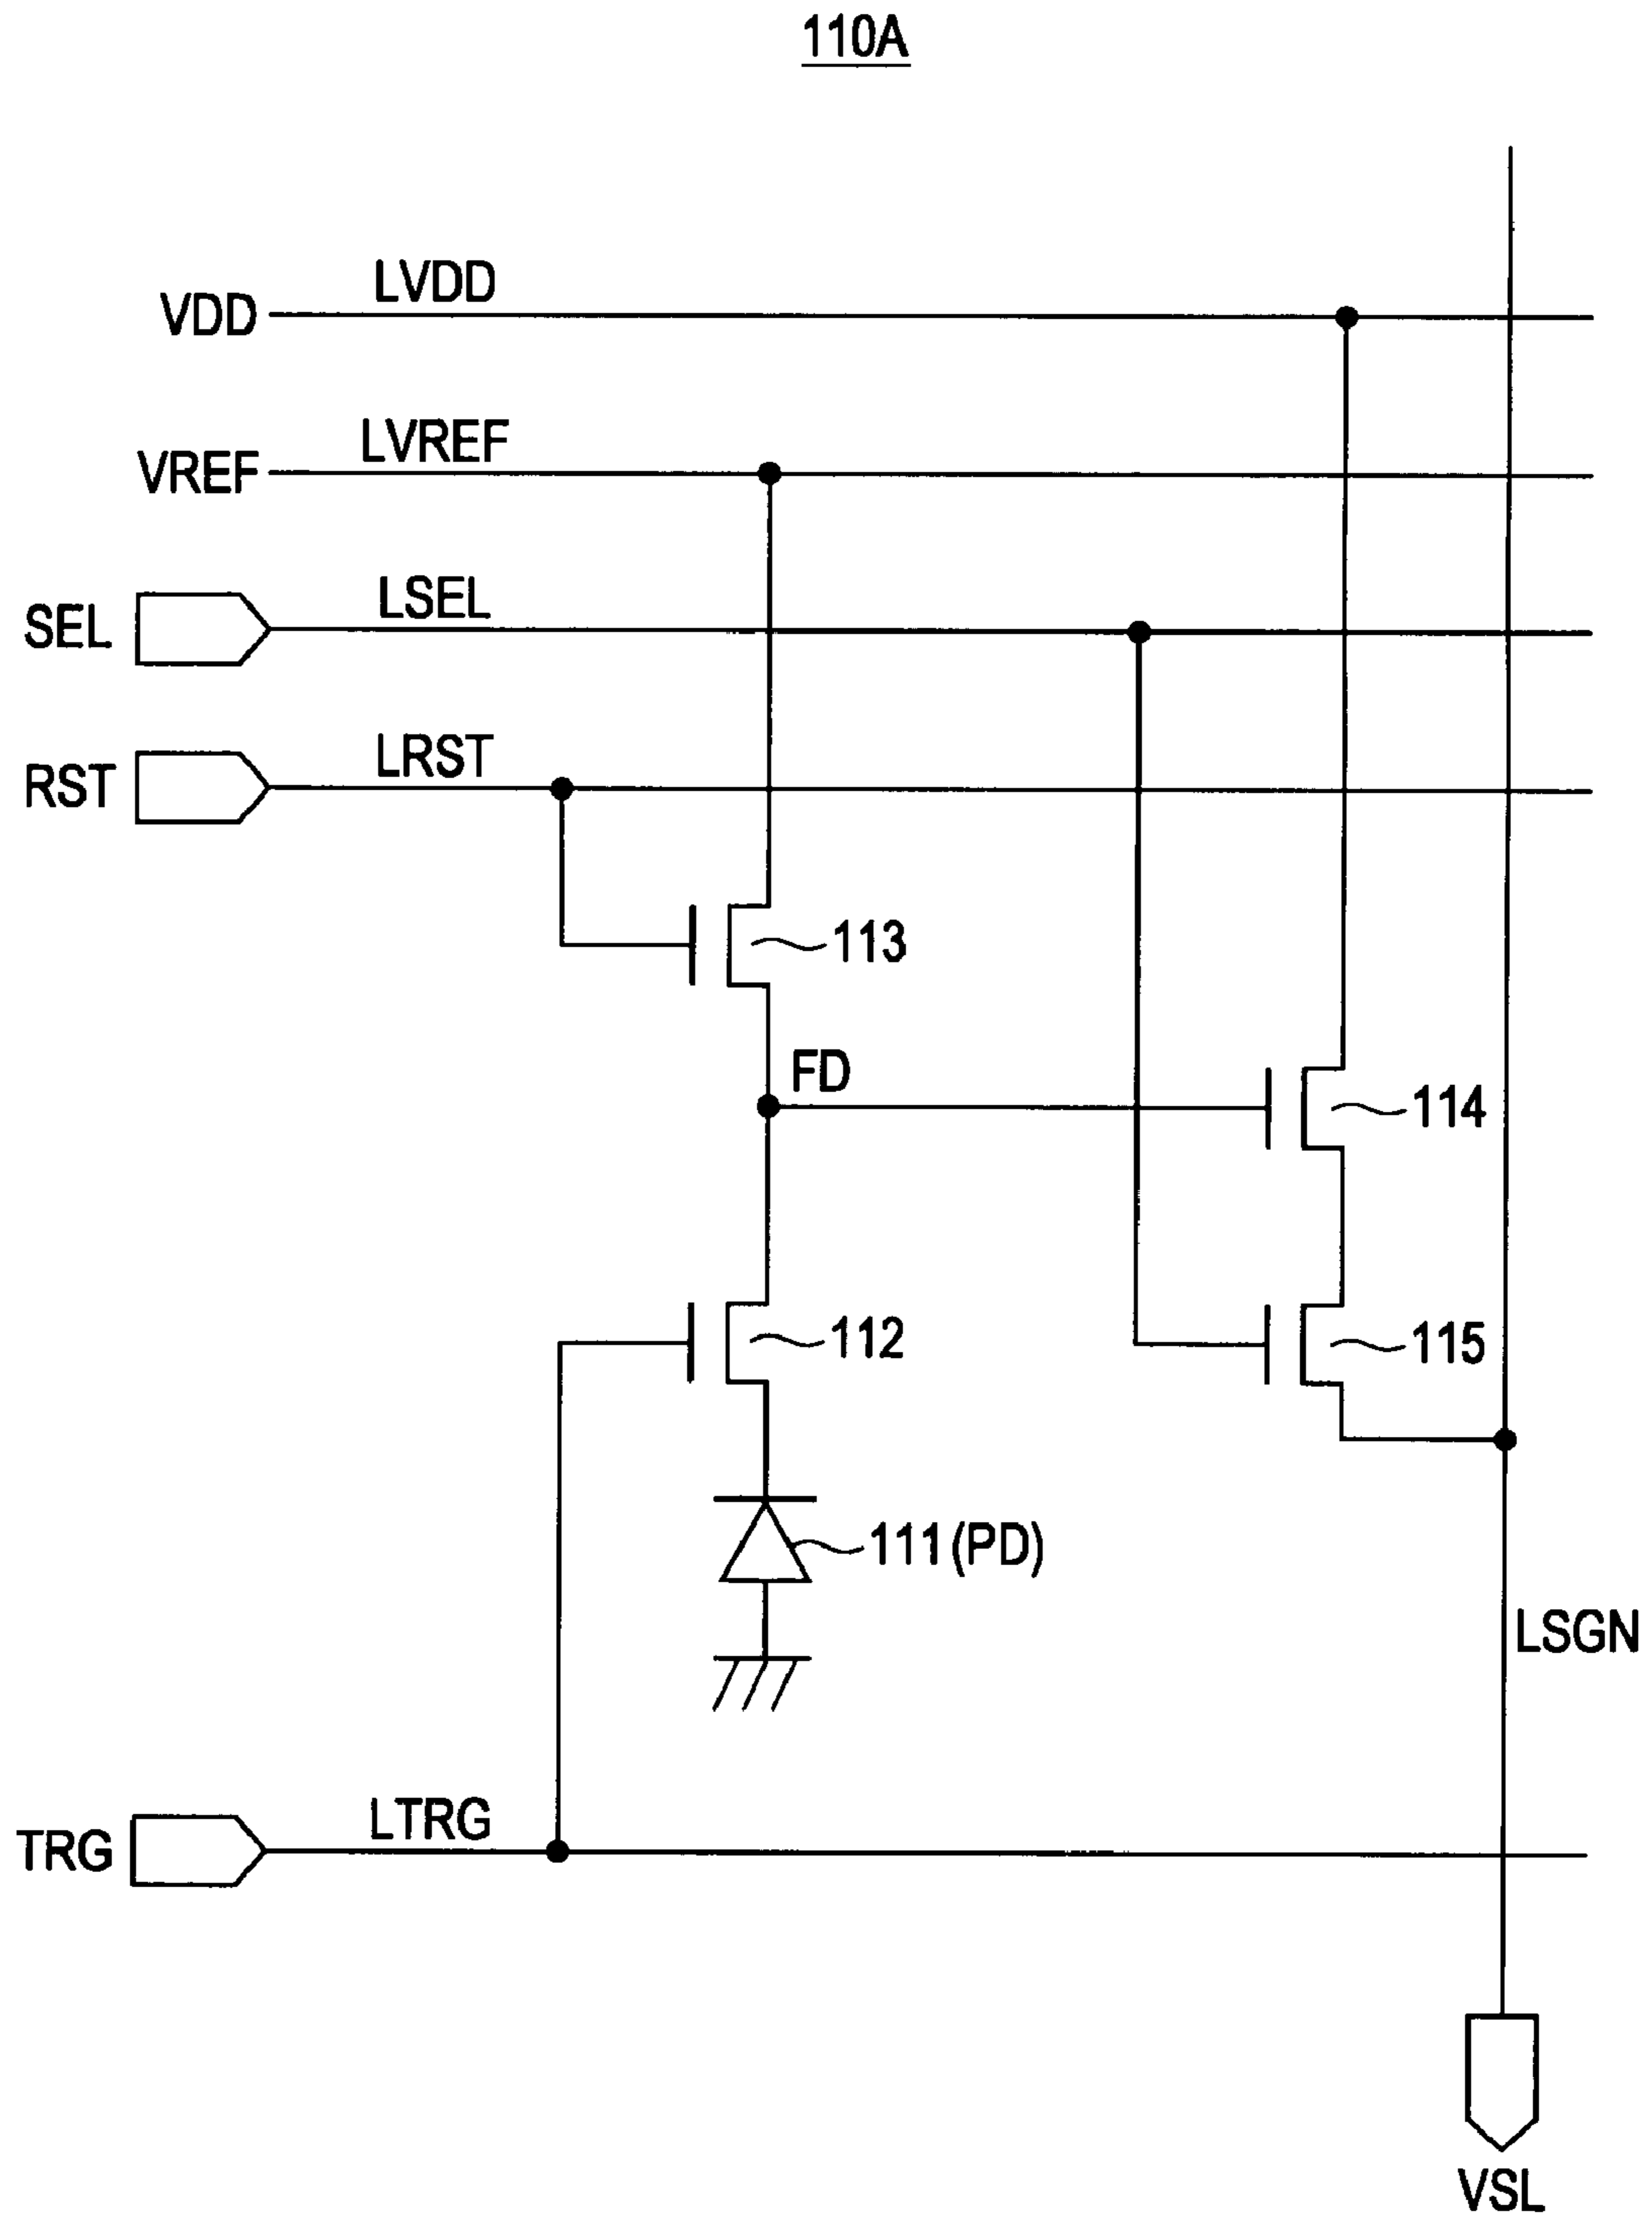 110A
LVDD
VDD
LVREF
VREF
LSEL
SEL
LRST
RST
113
FD
114
112
115
111(PD)
LSGN
LTRG
TRG
VSL